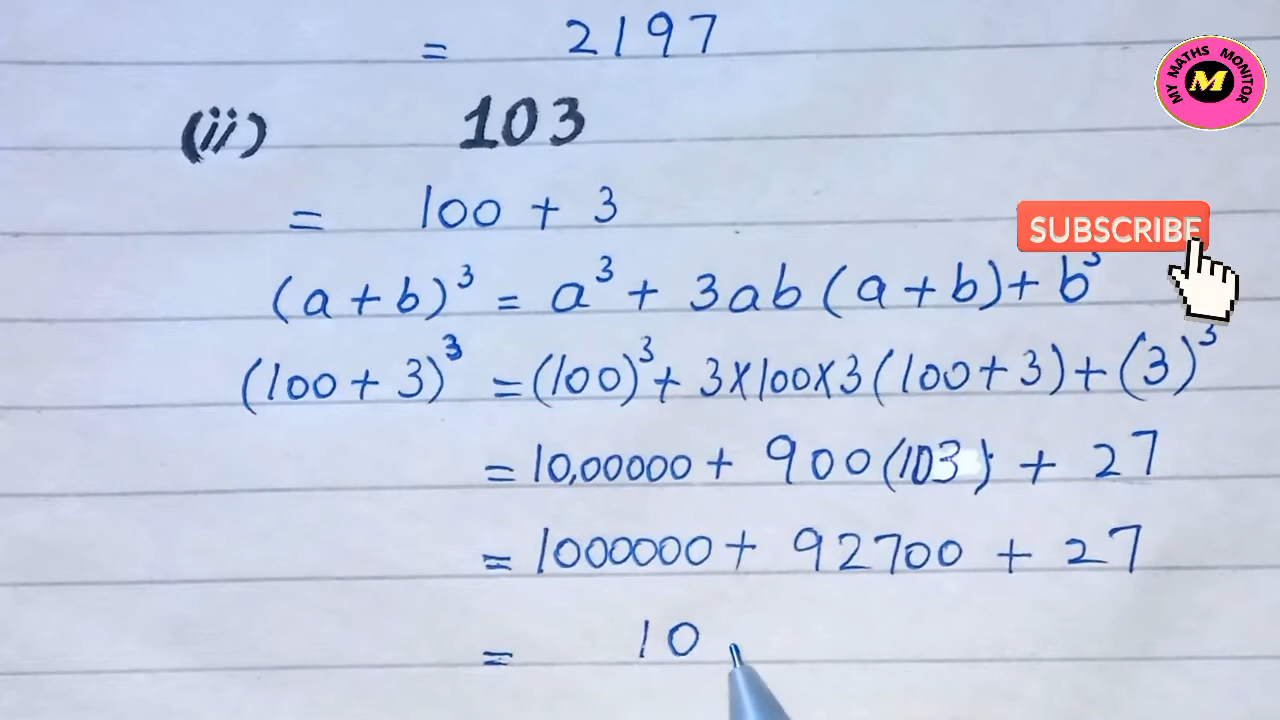 = 2197
MY MATHS MONITOR
M
(ii) 103
= 100 + 3
SUBSCRIBE
(a + b)³ = a³ + 3ab(a + b) + b³
(100 + 3)³ = (100)³ + 3×100×3(100+3) + (3)³
= 10,00000 + 900(103) + 27
= 1000000 + 92700 + 27
= 10